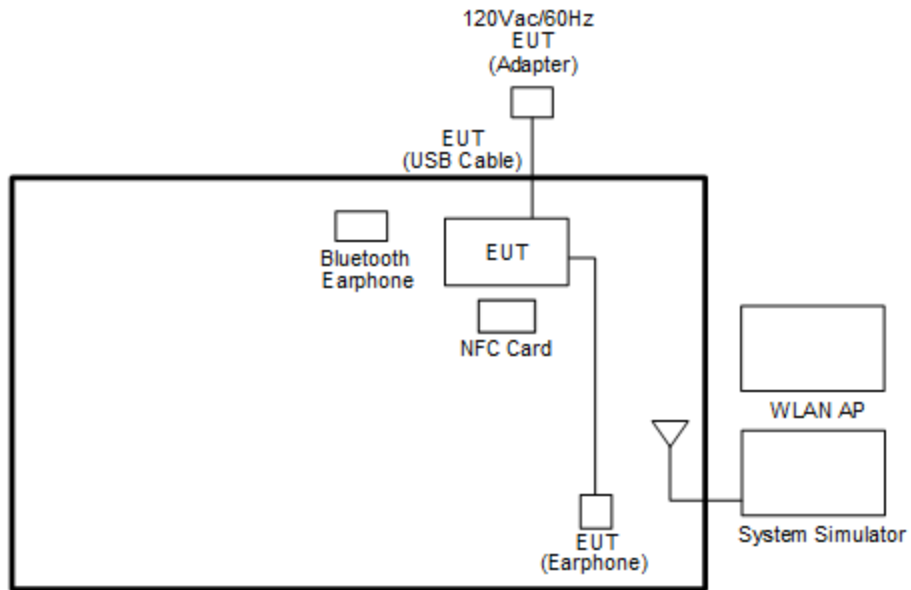 120Vac/60Hz
EUT
(Adapter)
EUT
(USB Cable)
Bluetooth
Earphone
EUT
NFC Card
WLAN AP
System Simulator
EUT
(Earphone)